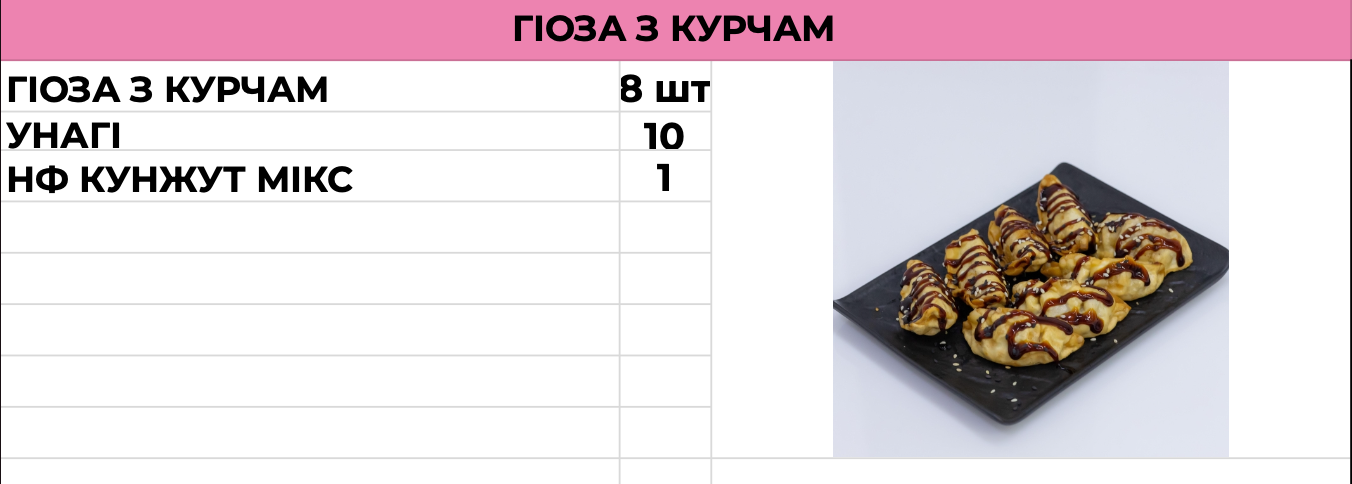 ГІОЗА З КУРЧАМ
ГІОЗА З КУРЧАМ 8 шт
УНАГІ 10
НФ КУНЖУТ МІКС 1